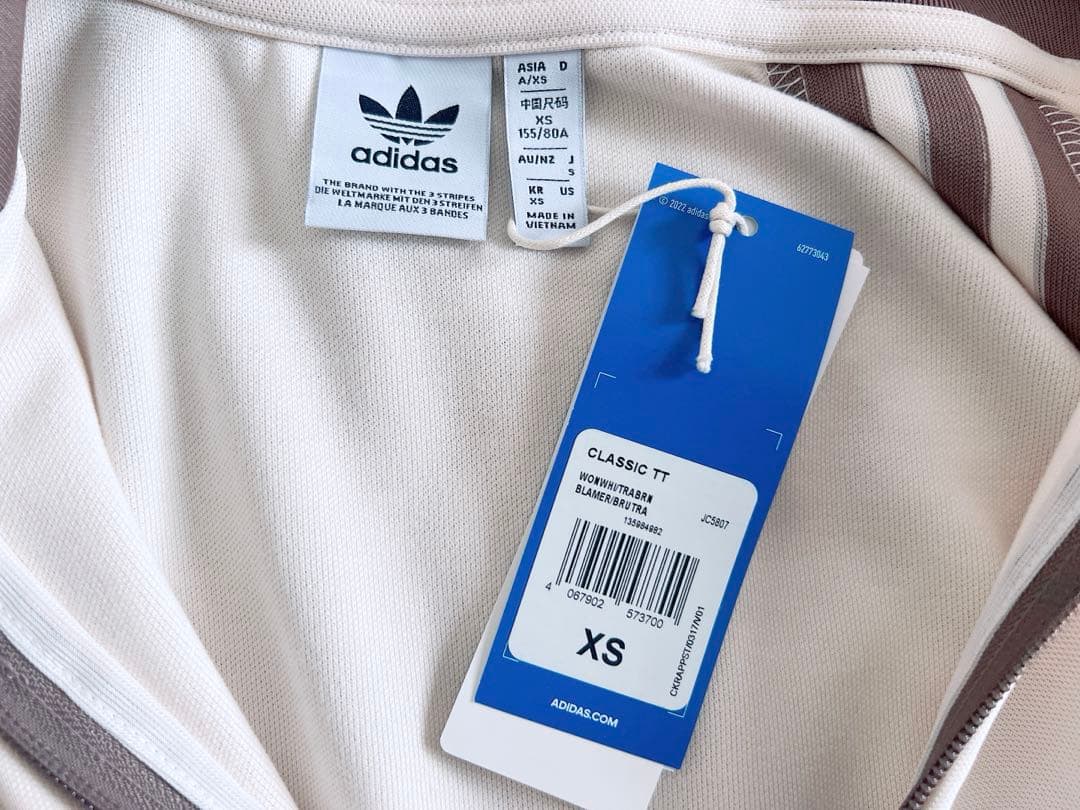 adidas
THE BRAND WITH THE 3 STRIPES
DIE WELTMARKE MIT DEN 3 STREIFEN
LA MARQUE AUX 3 BANDES
ASIA D
A/XS
中国尺码
XS
155/80A
AU/NZ J
S
KR US
XS
MADE IN
VIETNAM
© 2022 adidas
62773043
CLASSIC TT
WONWHI/TRABRN
BLAMER/BRUTRA
135984982
JC5807
4 067902 573700
XS
CKRAPPST/0317/V01
ADIDAS.COM